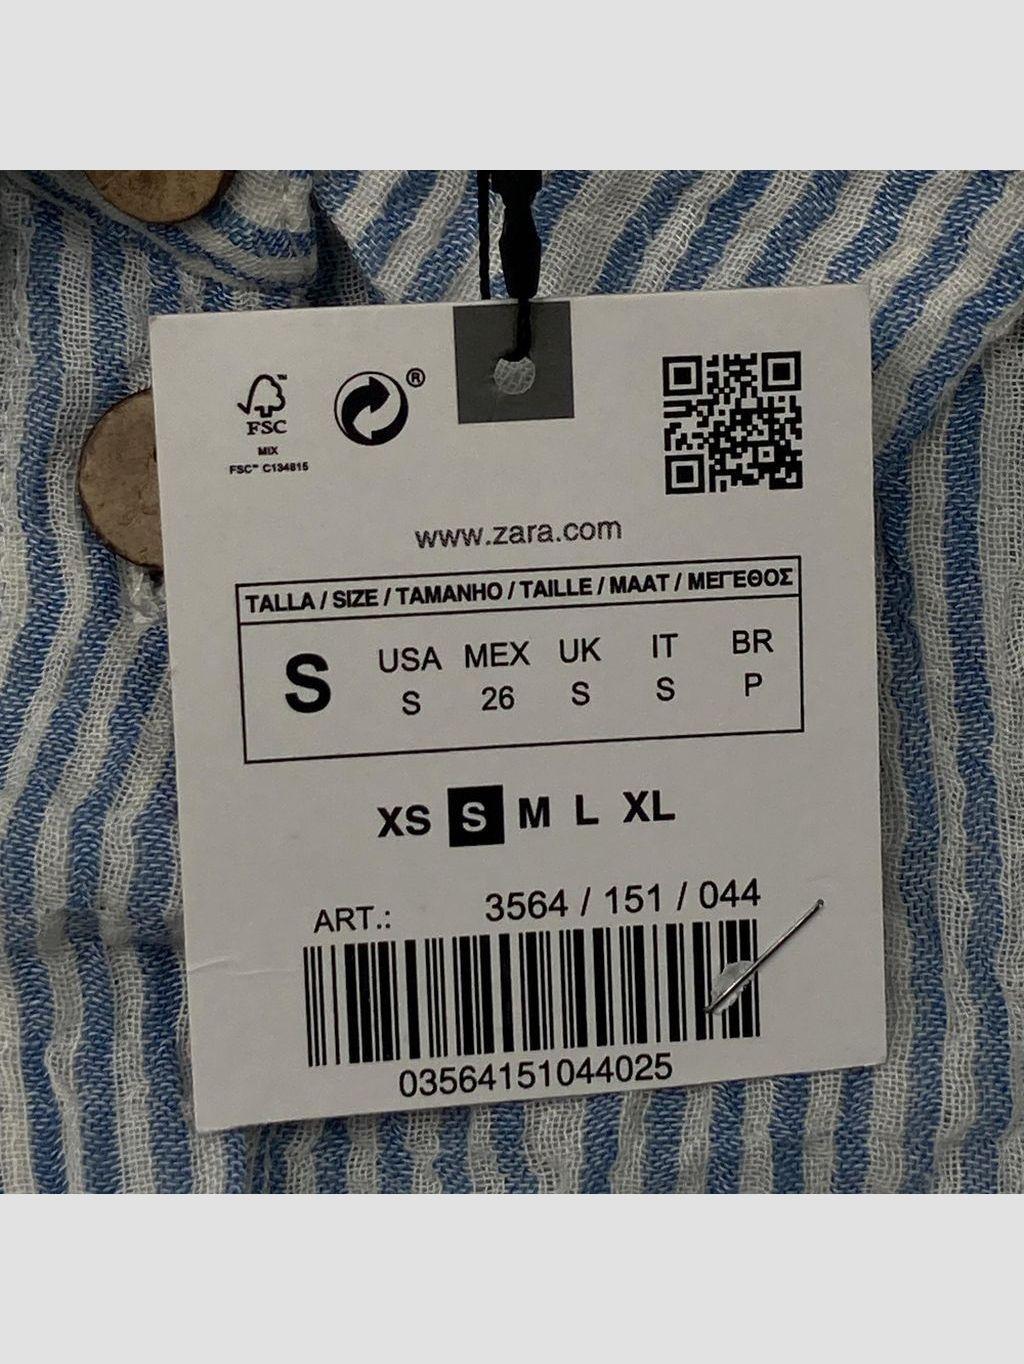 FSC™
MIX
FSC™ C134815
®
www.zara.com
TALLA / SIZE / TAMANHO / TAILLE / MAAT / ΜΕΓΕΘΟΣ
S USA MEX UK IT BR
S 26 S S P
XS S M L XL
ART.: 3564 / 151 / 044
03564151044025